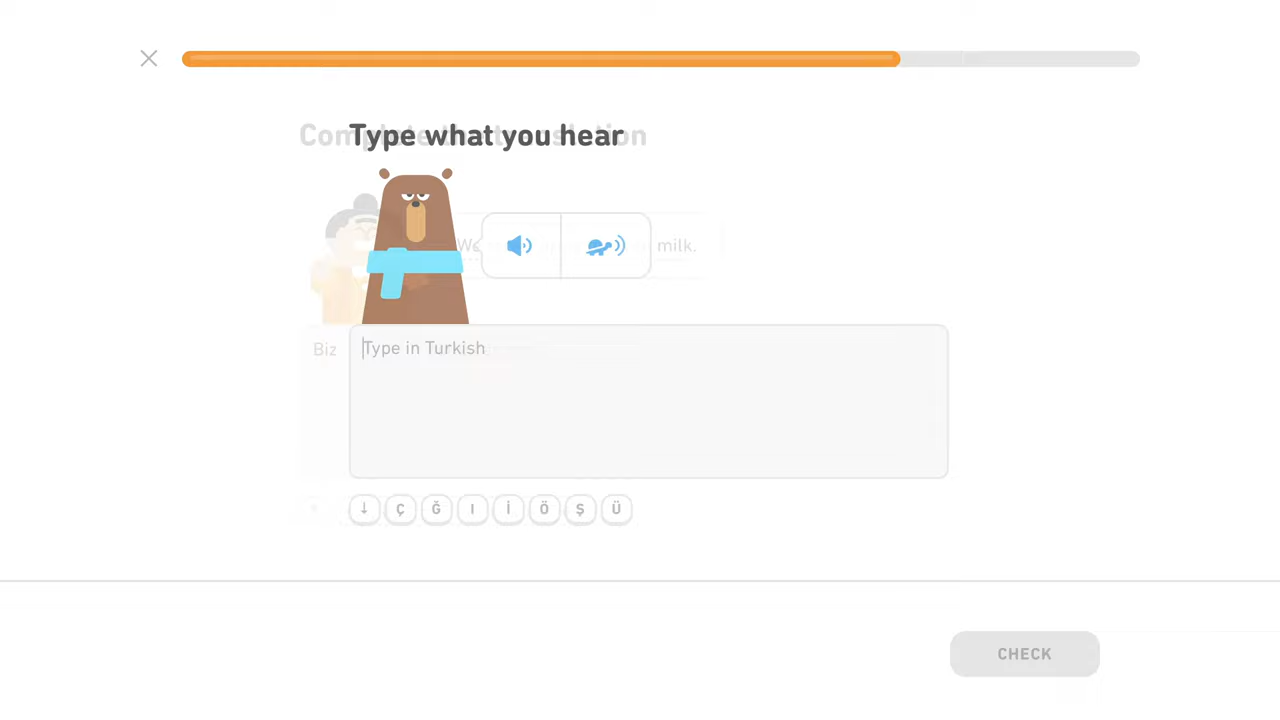 Type what you hear
milk.
Biz
Type in Turkish
↓ Ç Ğ I İ Ö Ş Ü
CHECK